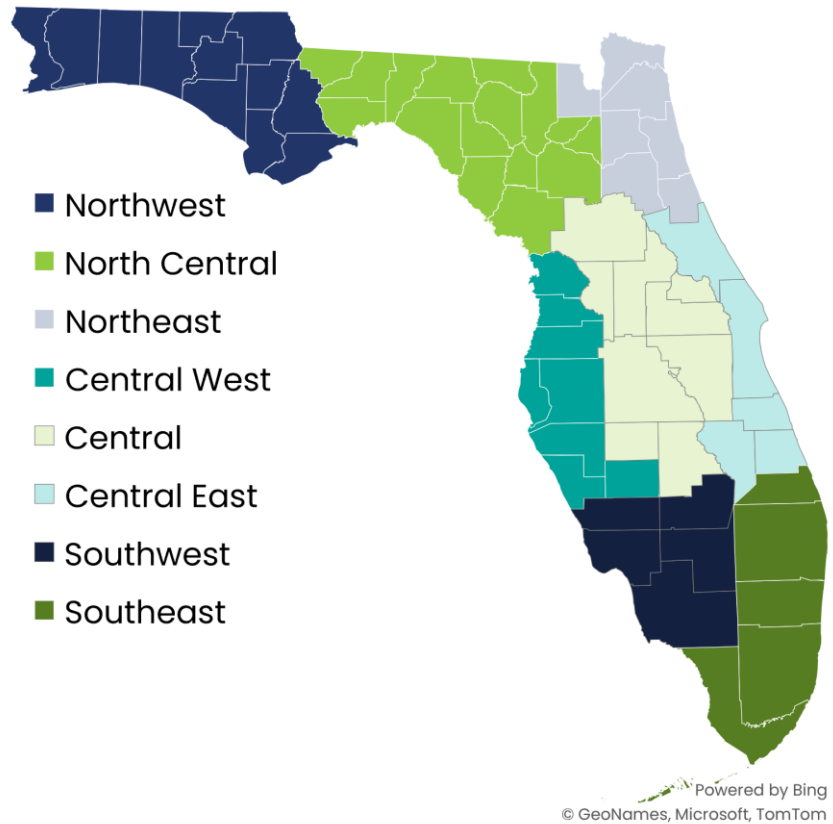 Northwest
North Central
Northeast
Central West
Central
Central East
Southwest
Southeast
Powered by Bing
© GeoNames, Microsoft, TomTom